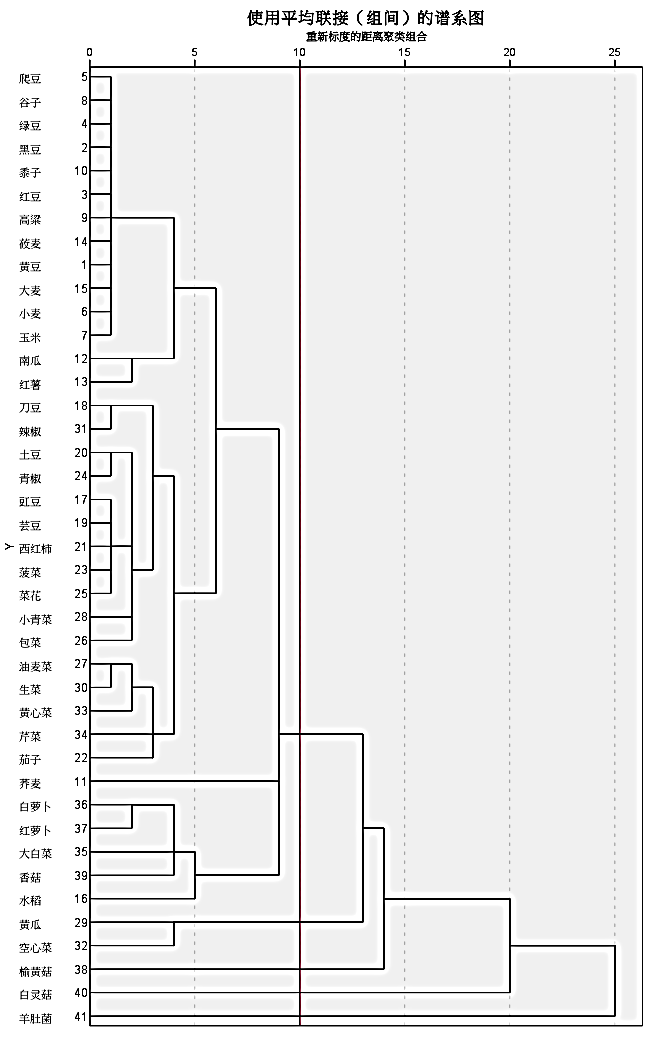 使用平均联接（组间）的谱系图
重新标度的距离聚类组合
0 5 10 15 20 25
爬豆 5
谷子 8
绿豆 4
黑豆 2
黍子 10
红豆 3
高粱 9
莜麦 14
黄豆 1
大麦 15
小麦 6
玉米 7
南瓜 12
红薯 13
刀豆 18
辣椒 31
土豆 20
青椒 24
豇豆 17
芸豆 19
西红柿 21
菠菜 23
菜花 25
小青菜 28
包菜 26
油麦菜 27
生菜 30
黄心菜 33
芹菜 34
茄子 22
荞麦 11
白萝卜 36
红萝卜 37
大白菜 35
香菇 39
水稻 16
黄瓜 29
空心菜 32
榆黄菇 38
白灵菇 40
羊肚菌 41
Y